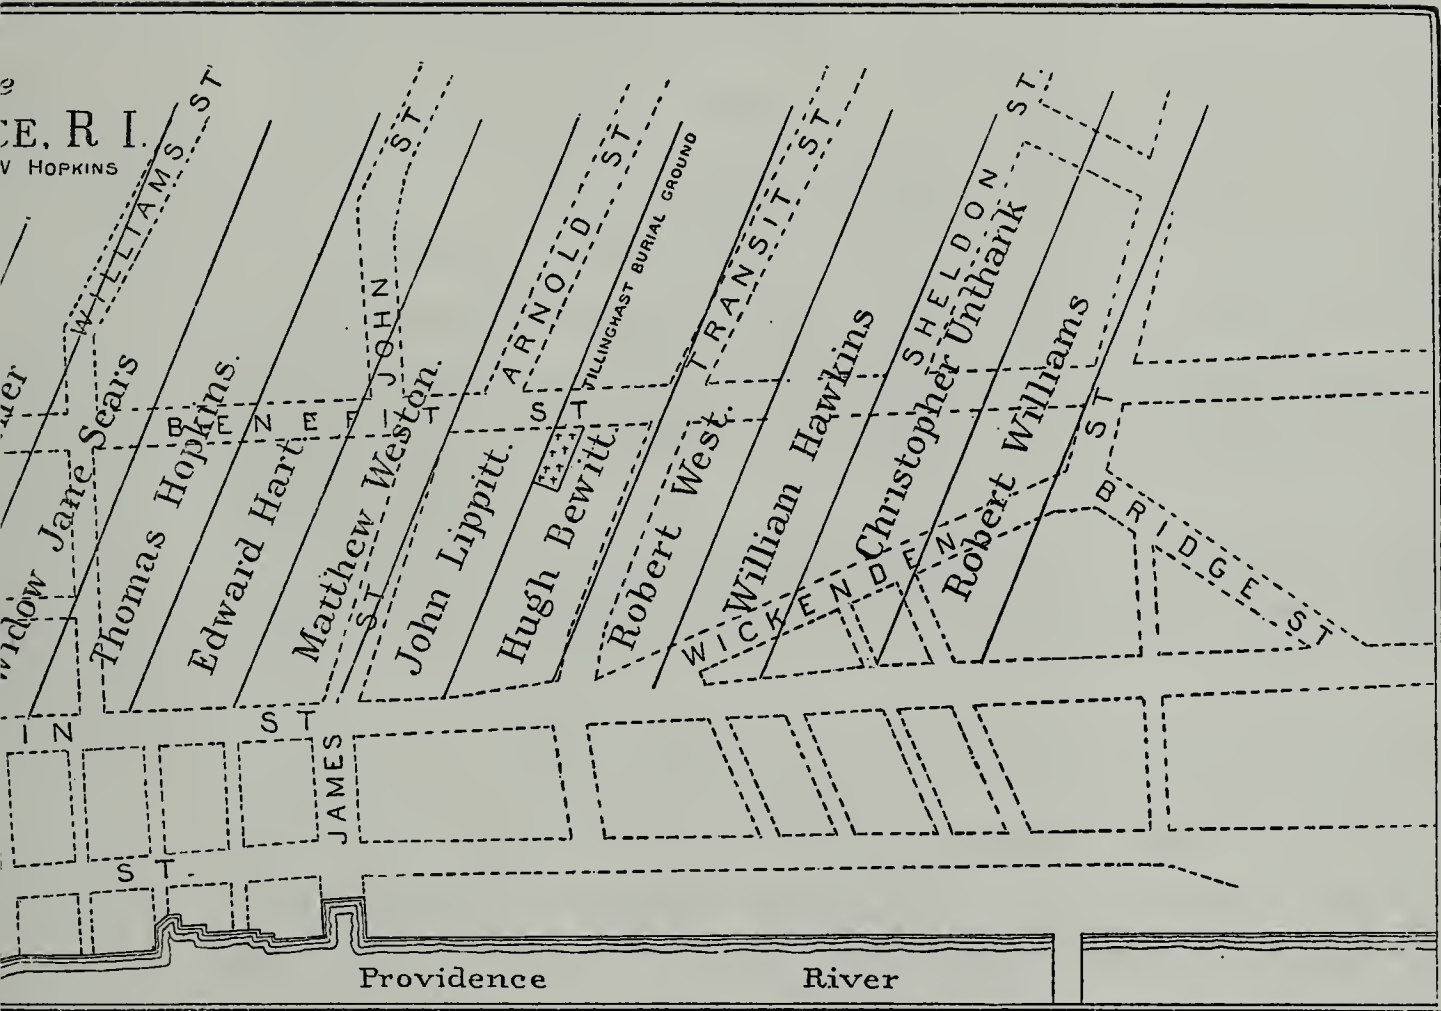 R I.
HOPKINS
WILLIAMS ST
JOHN ST
ARNOLD ST
TILLINGHAST BURIAL GROUND
TRANSIT ST
SHELDON ST.
BENEFIT ST
Jane Sears
Thomas Hopkins.
Edward Hart
Matthew Weston.
John Lippitt.
Hugh Bewitt.
Robert West.
William Hawkins
Christopher Unthank
Robert Williams
WICKENDEN ST
BRIDGE ST
ST
ST
JAMES
ST.
Providence River